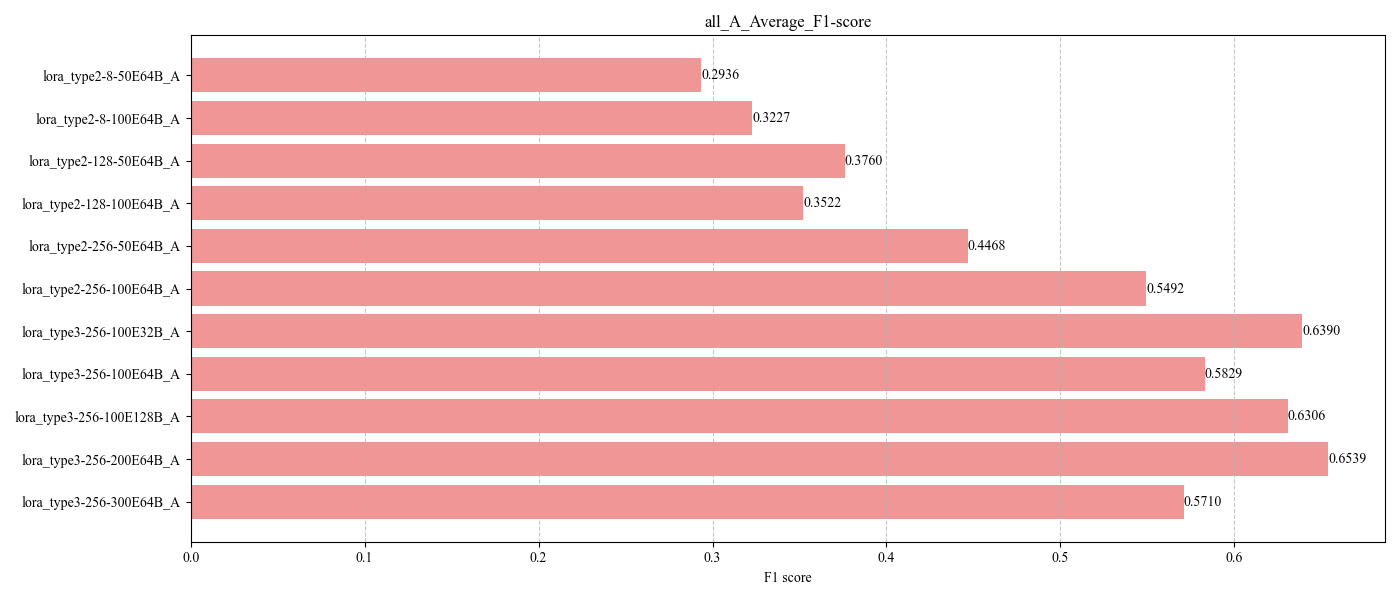 all_A_Average_F1-score
lora_type2-8-50E64B_A 0.2936
lora_type2-8-100E64B_A 0.3227
lora_type2-128-50E64B_A 0.3760
lora_type2-128-100E64B_A 0.3522
lora_type2-256-50E64B_A 0.4468
lora_type2-256-100E64B_A 0.5492
lora_type3-256-100E32B_A 0.6390
lora_type3-256-100E64B_A 0.5829
lora_type3-256-100E128B_A 0.6306
lora_type3-256-200E64B_A 0.6539
lora_type3-256-300E64B_A 0.5710
0.0 0.1 0.2 0.3 0.4 0.5 0.6
F1 score